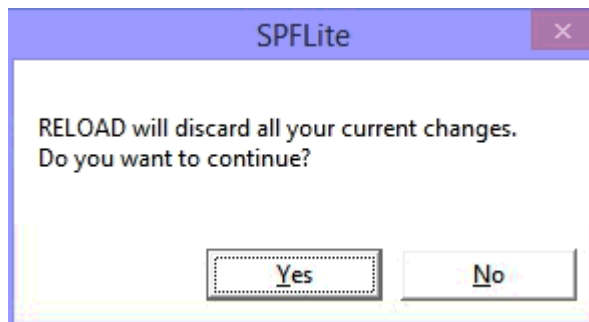 SPFLite
RELOAD will discard all your current changes.
Do you want to continue?
Yes
No